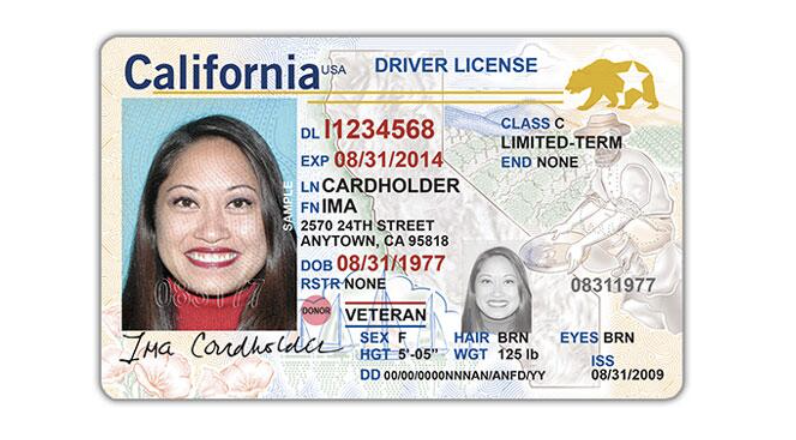 California USA DRIVER LICENSE
DL I1234568
CLASS C
LIMITED-TERM
END NONE
EXP 08/31/2014
LN CARDHOLDER
FN IMA
2570 24TH STREET
ANYTOWN, CA 95818
DOB 08/31/1977
RSTR NONE
08311977
SAMPLE
083177
DONOR
VETERAN
SEX F HAIR BRN EYES BRN
HGT 5'-05" WGT 125 lb
ISS
DD 00/00/0000NNNAN/ANFD/YY 08/31/2009
Ima Cardholder